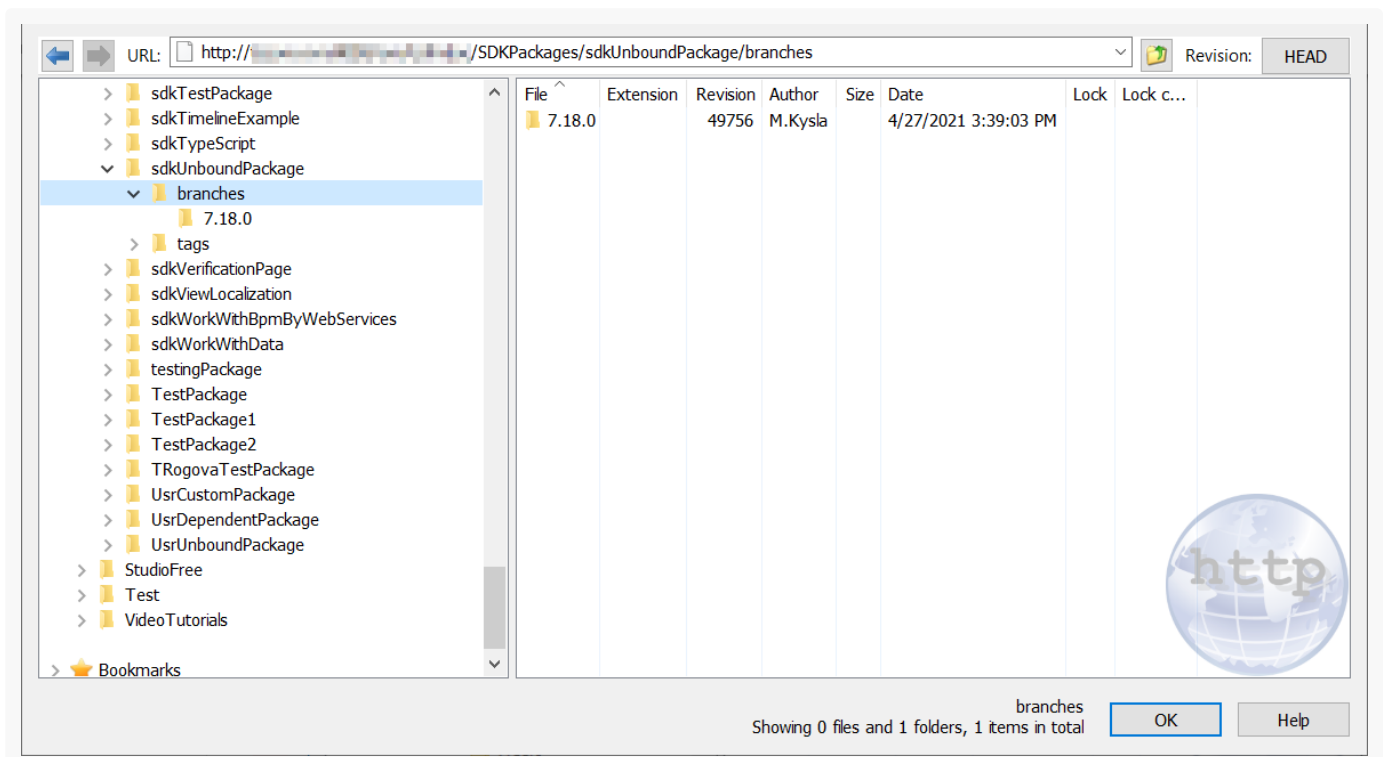 URL: http:// /SDKPackages/sdkUnboundPackage/branches Revision: HEAD
File Extension Revision Author Size Date Lock Lock c...
7.18.0 49756 M.Kysla 4/27/2021 3:39:03 PM
sdkTestPackage
sdkTimelineExample
sdkTypeScript
sdkUnboundPackage
branches
7.18.0
tags
sdkVerificationPage
sdkViewLocalization
sdkWorkWithBpmByWebServices
sdkWorkWithData
testingPackage
TestPackage
TestPackage1
TestPackage2
TRogovaTestPackage
UsrCustomPackage
UsrDependentPackage
UsrUnboundPackage
StudioFree
Test
VideoTutorials
Bookmarks
http
branches
Showing 0 files and 1 folders, 1 items in total
OK Help